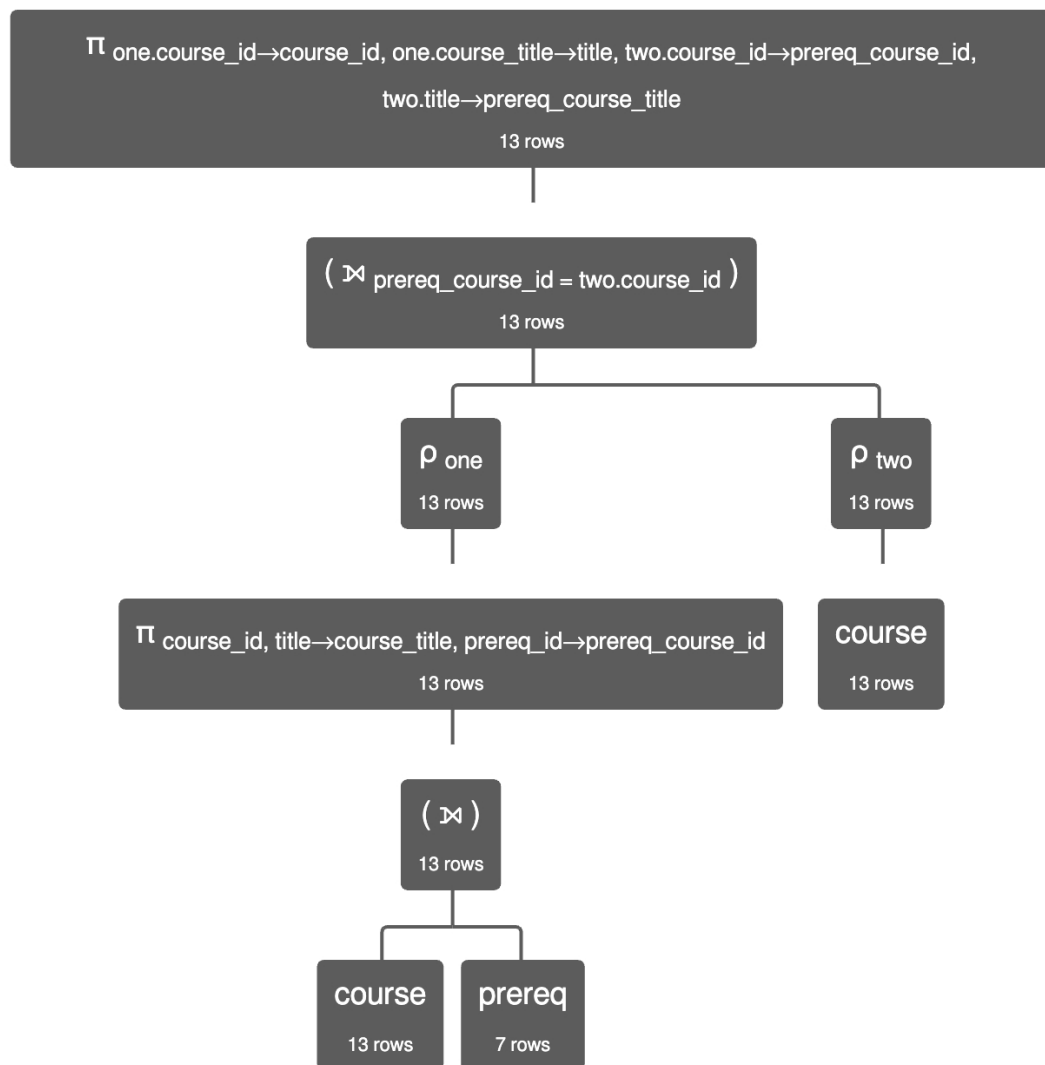 π one.course_id→course_id, one.course_title→title, two.course_id→prereq_course_id,
two.title→prereq_course_title
13 rows
( ⟕ prereq_course_id = two.course_id )
13 rows
ρ one
13 rows
ρ two
13 rows
π course_id, title→course_title, prereq_id→prereq_course_id
13 rows
course
13 rows
( ⟕ )
13 rows
course
13 rows
prereq
7 rows